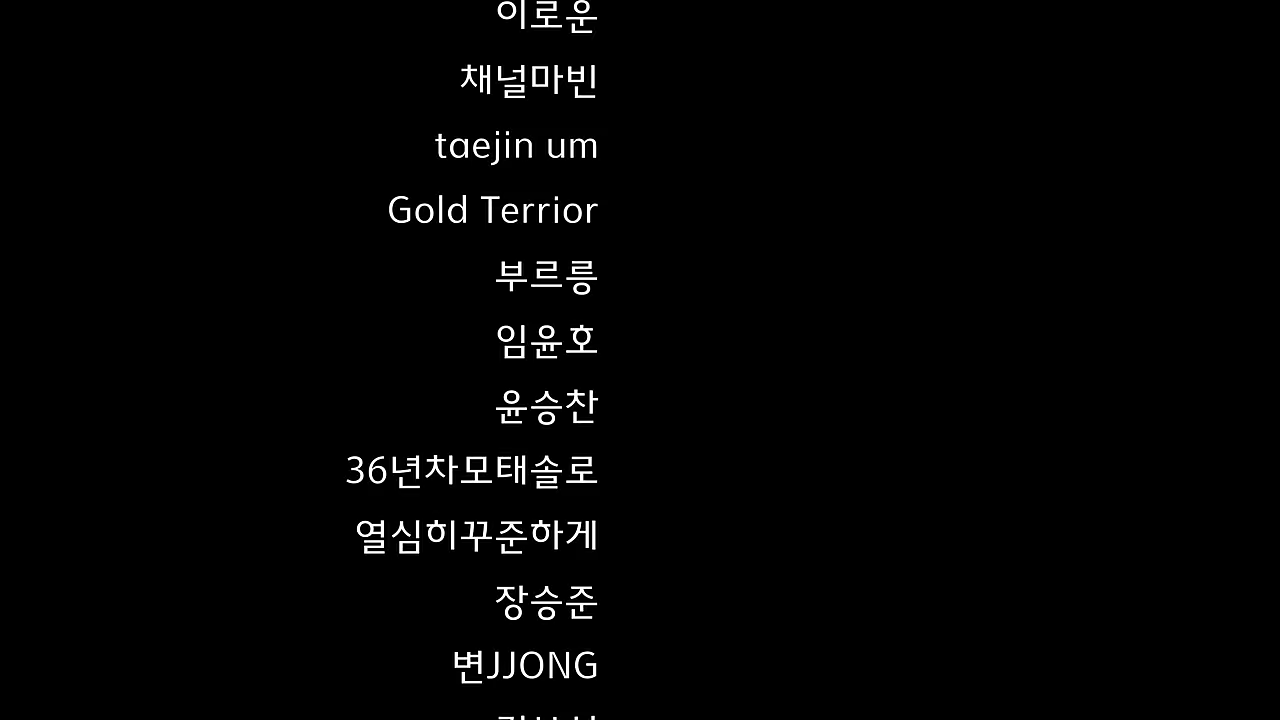 이로운
채널마빈
taejin um
Gold Terrior
부르릉
임윤호
윤승찬
36년차모태솔로
열심히꾸준하게
장승준
변JJONG